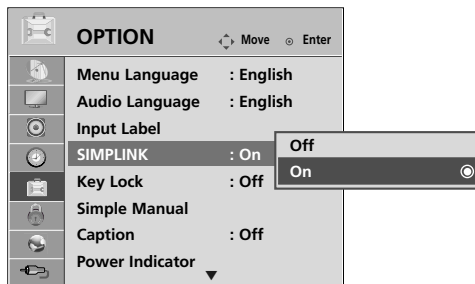 OPTION Move Enter
Menu Language : English
Audio Language : English
Input Label
SIMPLINK : On
Key Lock : Off
Simple Manual
Caption : Off
Power Indicator
Off
On